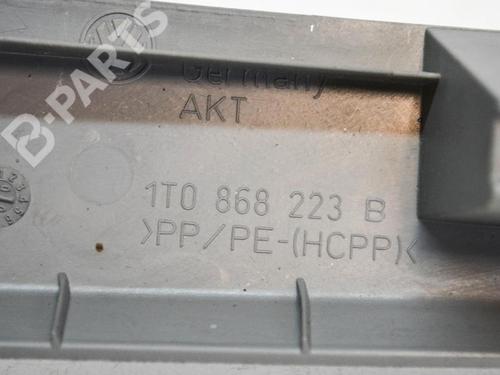 B-PARTS
Germany
AKT
1T0 868 223 B
>PP/PE-(HCPP)<